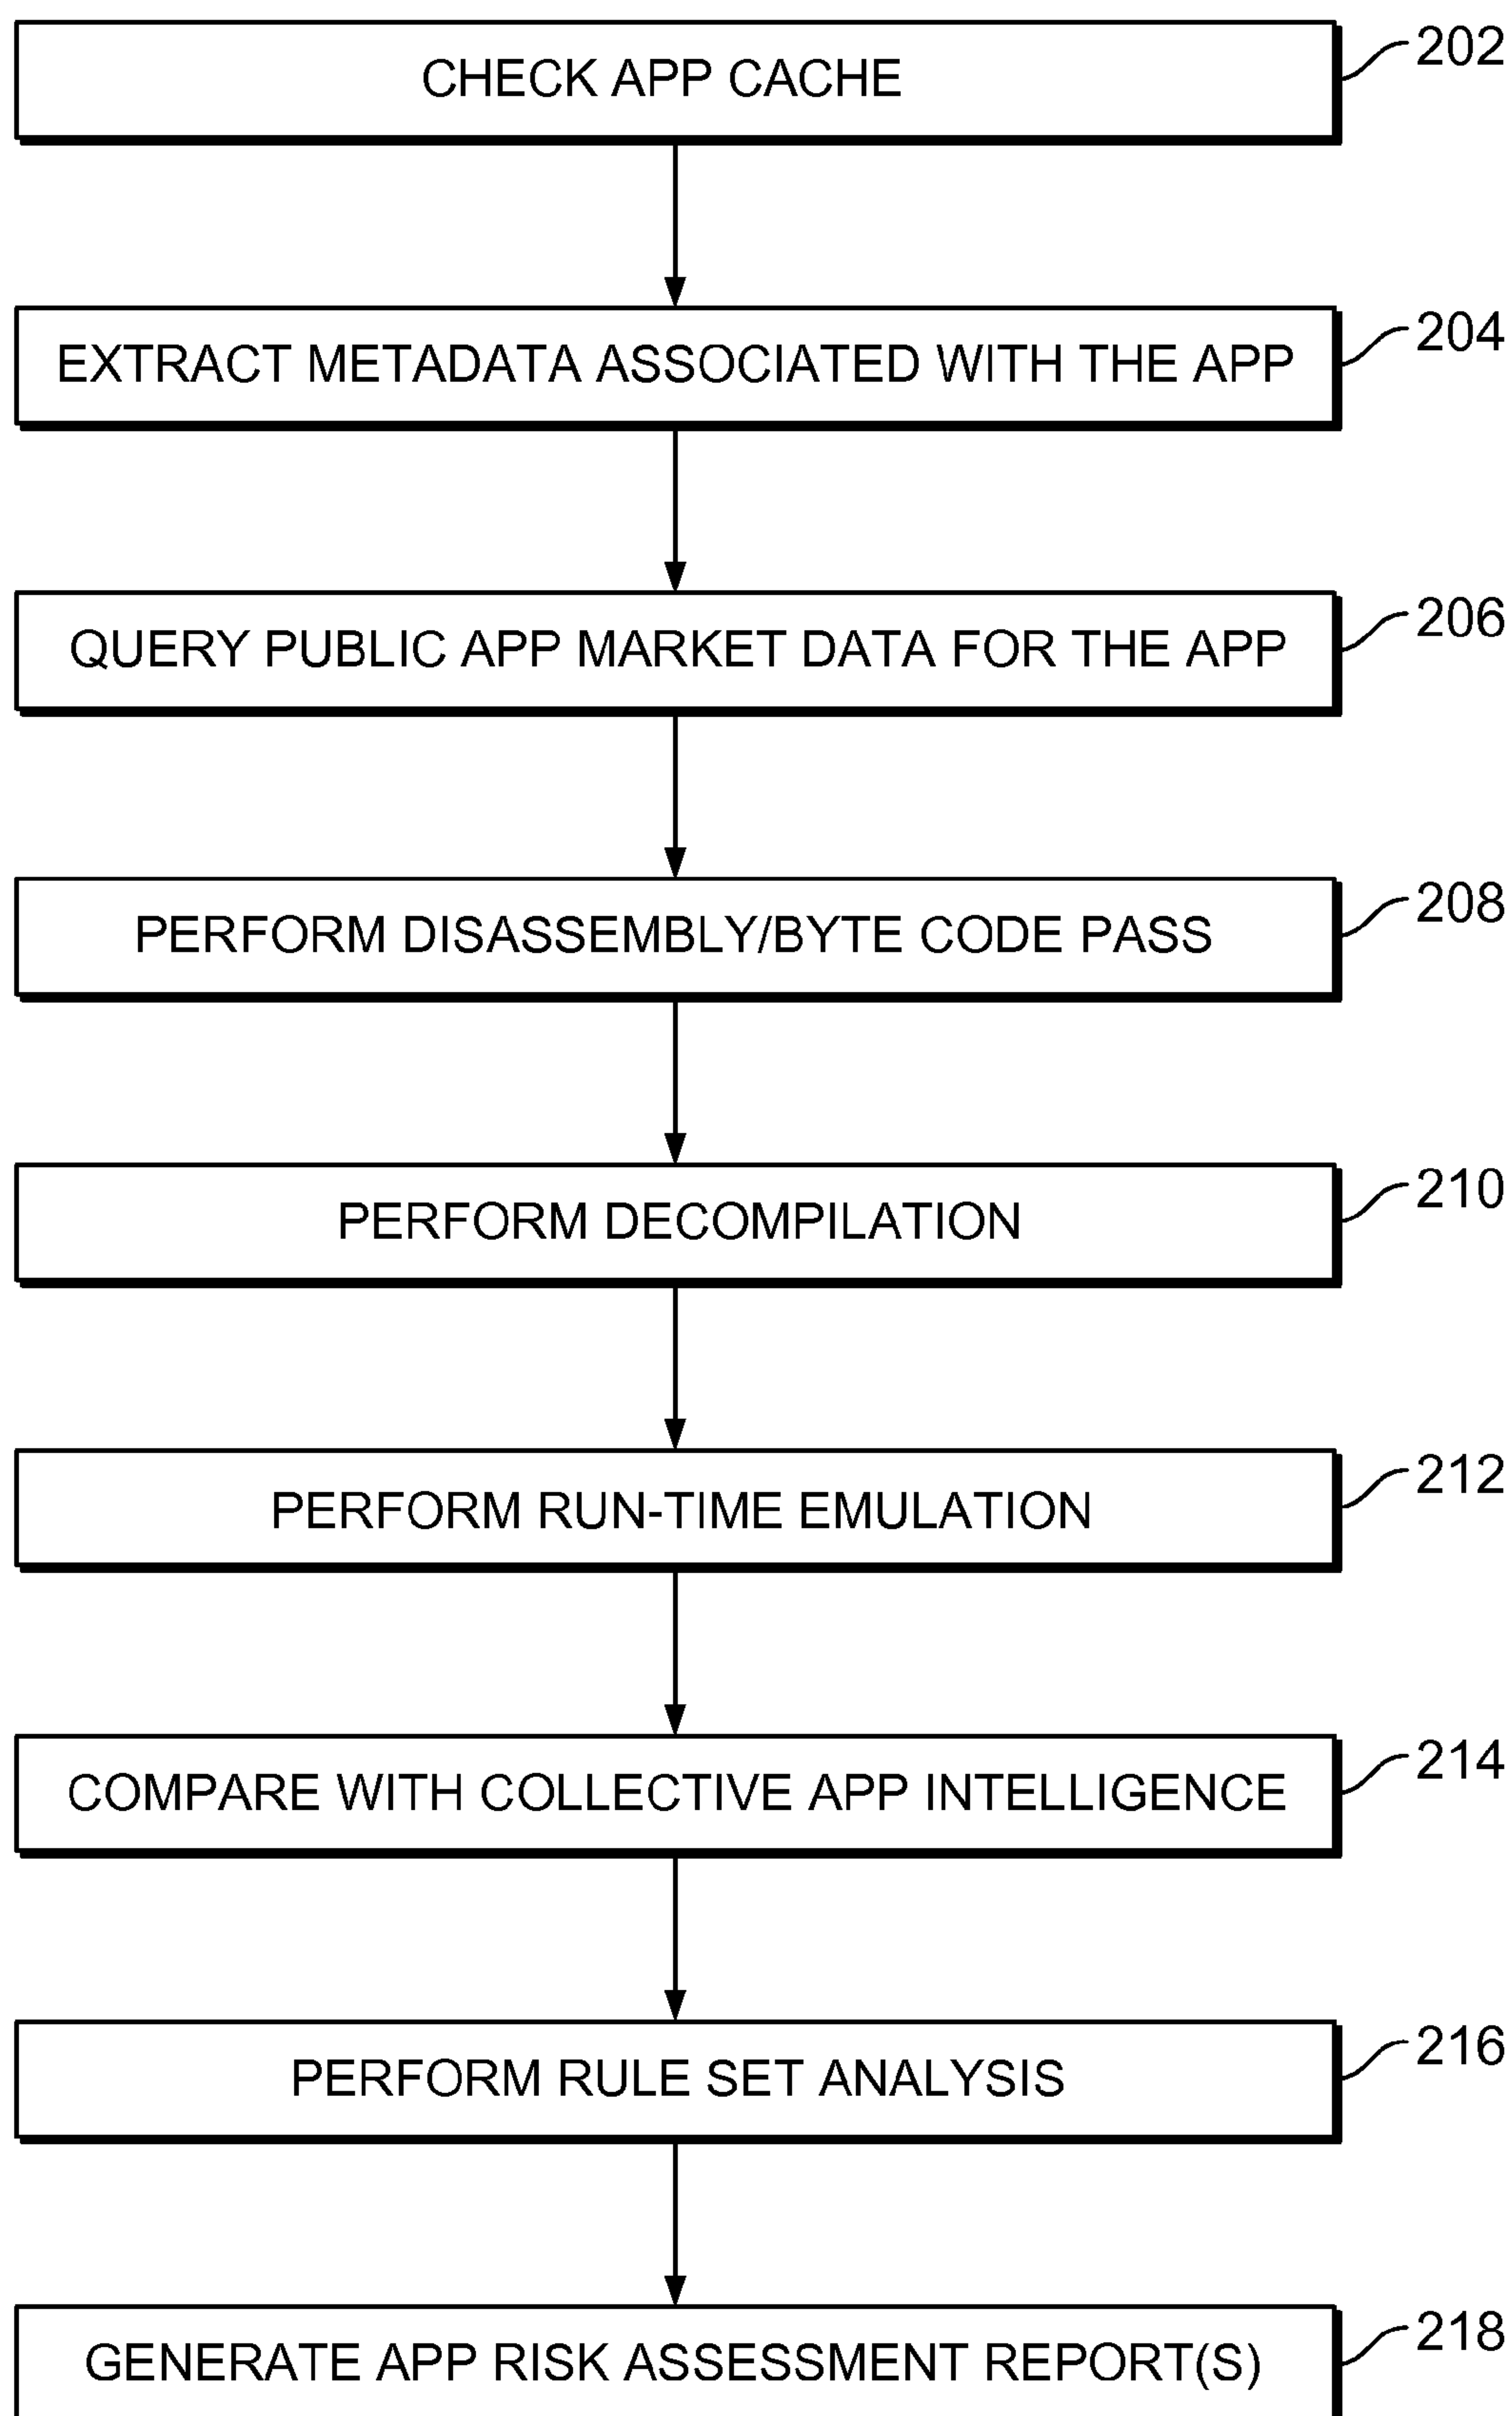 CHECK APP CACHE
202
EXTRACT METADATA ASSOCIATED WITH THE APP
204
QUERY PUBLIC APP MARKET DATA FOR THE APP
206
PERFORM DISASSEMBLY/BYTE CODE PASS
208
PERFORM DECOMPILATION
210
PERFORM RUN-TIME EMULATION
212
COMPARE WITH COLLECTIVE APP INTELLIGENCE
214
PERFORM RULE SET ANALYSIS
216
GENERATE APP RISK ASSESSMENT REPORT(S)
218